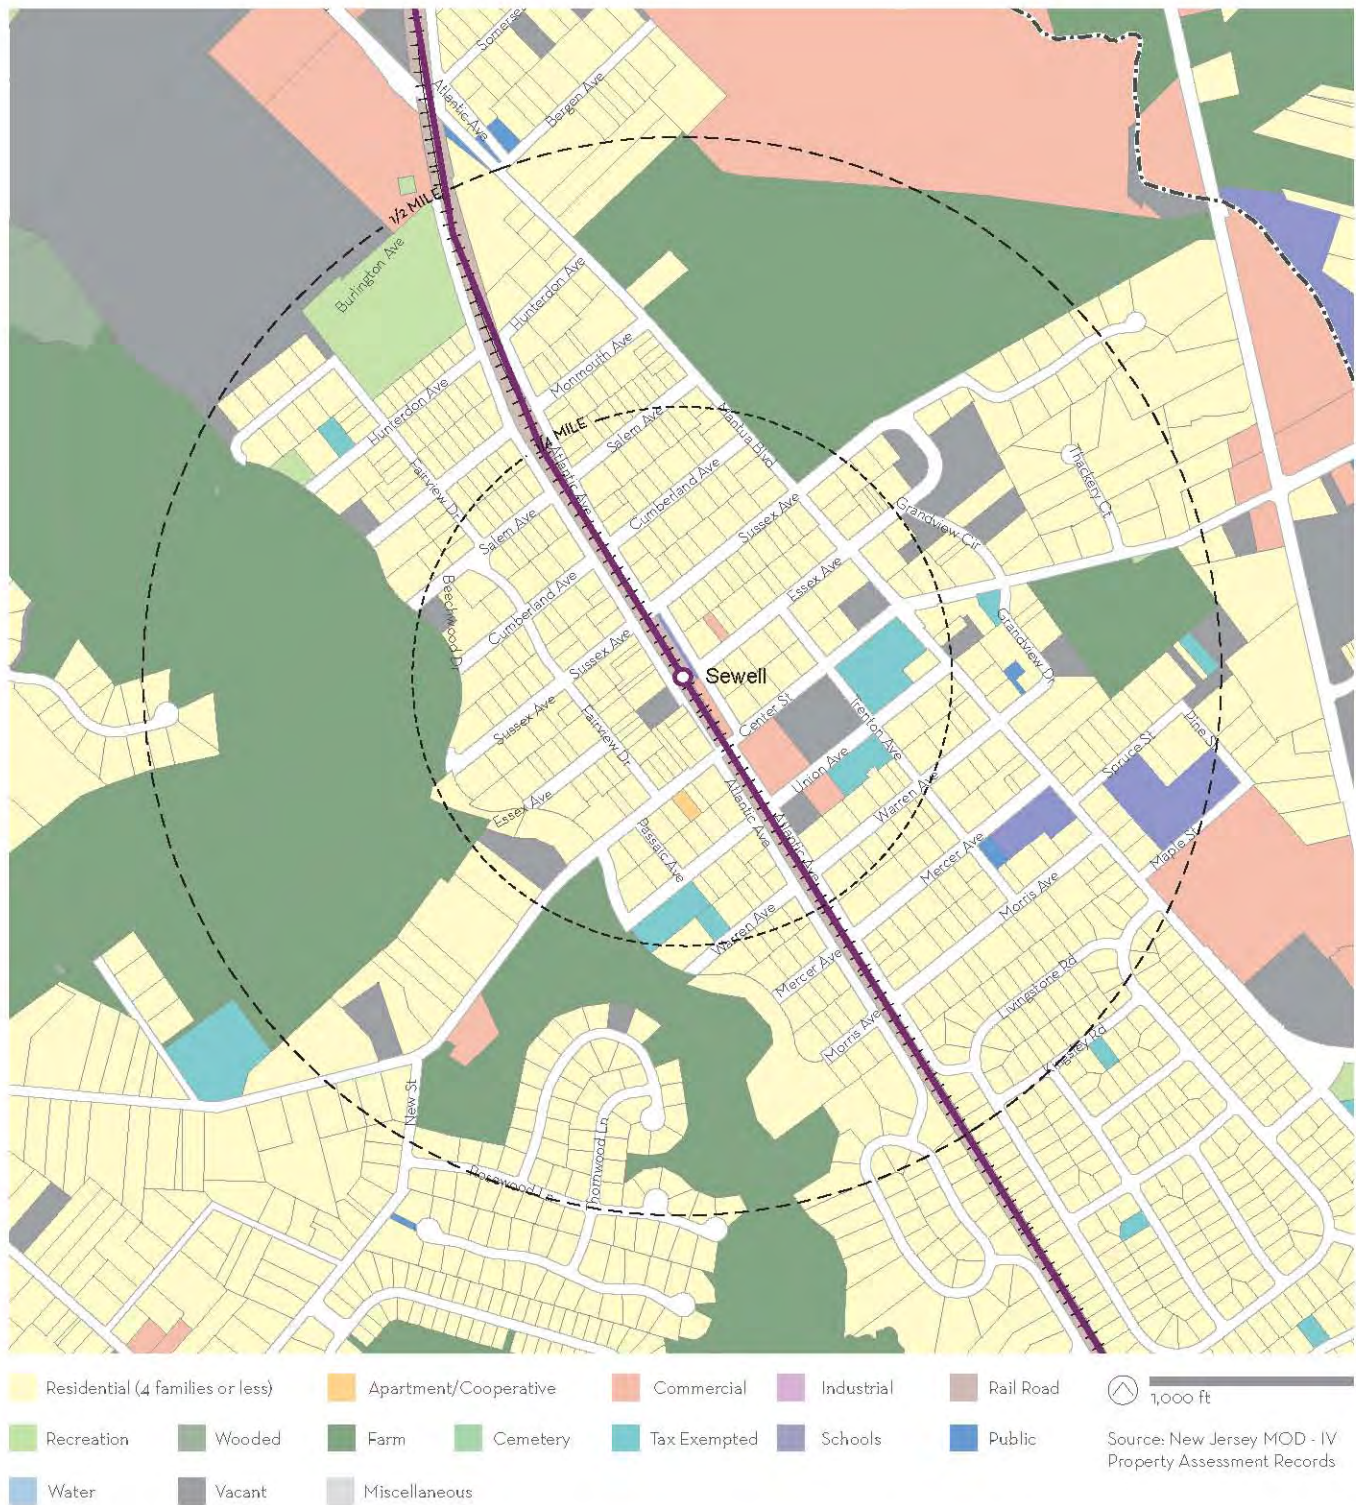 Somerse
Atlantic Ave
Bergen Ave
1/2 MILE
Burlington Ave
Hunterdon Ave
Monmouth Ave
Hunterdon Ave
1/4 MILE
Salem Ave
Mantua Blvd
Atlantic Ave
Cumberland Ave
Sussex Ave
Fairview Dr
Salem Ave
Thackery Ct
Grandview Cir
Essex Ave
Beechwood Dr
Cumberland Ave
Sussex Ave
Grandview Dr
Sewell
Sussex Ave
Fairview Dr
Center St
Trenton Ave
Dine St
Spruce St
Union Ave
Essex Ave
Atlantic Ave
Warren Ave
Passaic Ave
Atlantic Ave
Mercer Ave
Maple St
Morris Ave
Warren Ave
Mercer Ave
Livingstone Rd
Morris Ave
Kingsley Rd
New St
Thornwood Ln
Rosewood Ln
Residential (4 families or less)
Apartment/Cooperative
Commercial
Industrial
Rail Road
1,000 ft
Recreation
Wooded
Farm
Cemetery
Tax Exempted
Schools
Public
Source: New Jersey MOD - IV
Property Assessment Records
Water
Vacant
Miscellaneous